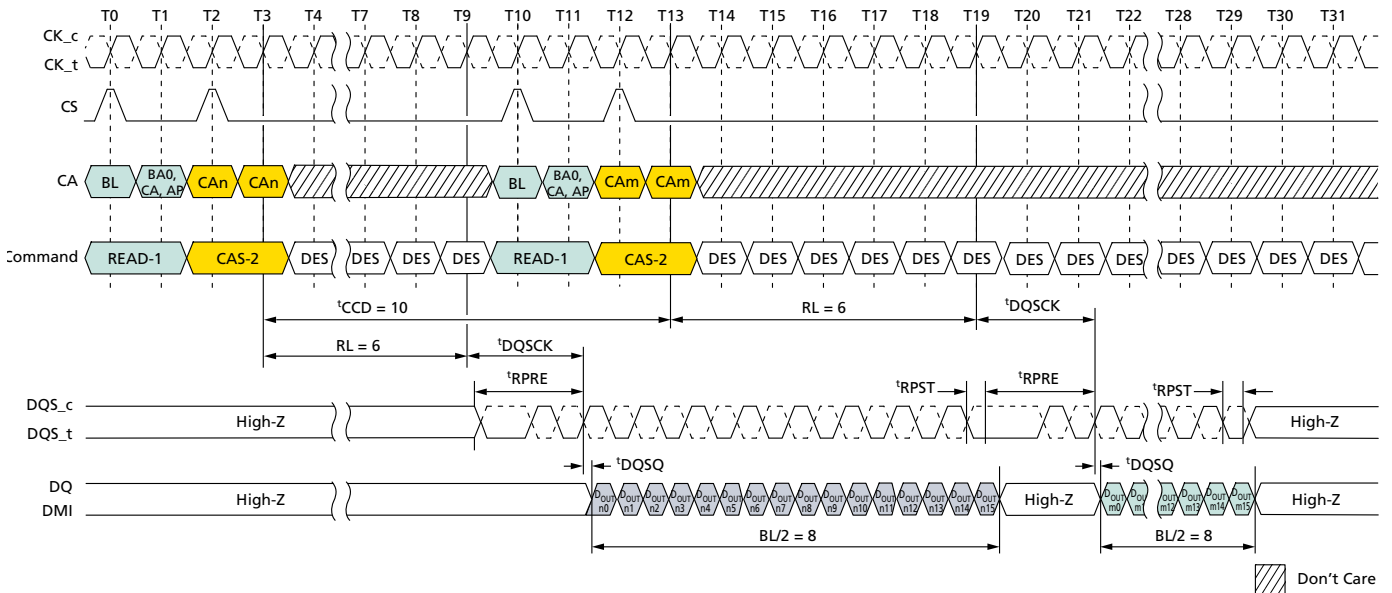 T0 T1 T2 T3 T4 T7 T8 T9 T10 T11 T12 T13 T14 T15 T16 T17 T18 T19 T20 T21 T22 T28 T29 T30 T31
CK_c
CK_t
CS
CA BL BA0, CA, AP CAn CAn BL BA0, CA, AP CAm CAm
Command READ-1 CAS-2 DES DES DES DES READ-1 CAS-2 DES DES DES DES DES DES DES DES DES DES DES DES DES
tCCD = 10 RL = 6 tDQSCK
RL = 6 tDQSCK
tRPRE tRPST tRPRE tRPST
DQS_c
DQS_t
High-Z High-Z
tDQSQ tDQSQ
DQ
DMI
High-Z DOUT n0 DOUT n1 DOUT n2 DOUT n3 DOUT n4 DOUT n5 DOUT n6 DOUT n7 DOUT n8 DOUT n9 DOUT n10 DOUT n11 DOUT n12 DOUT n13 DOUT n14 DOUT n15 High-Z DOUT m0 DOUT m12 DOUT m13 DOUT m14 DOUT m15 High-Z
BL/2 = 8 BL/2 = 8
Don't Care